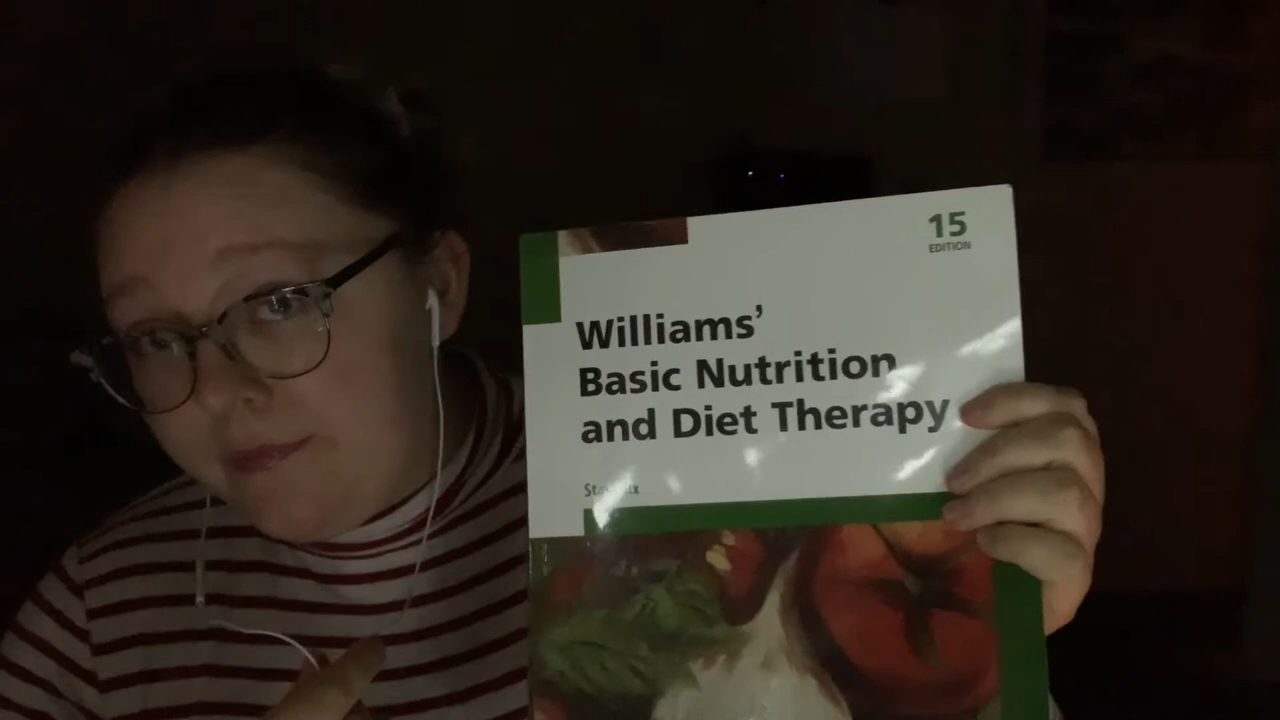 15
EDITION
Williams'
Basic Nutrition
and Diet Therapy